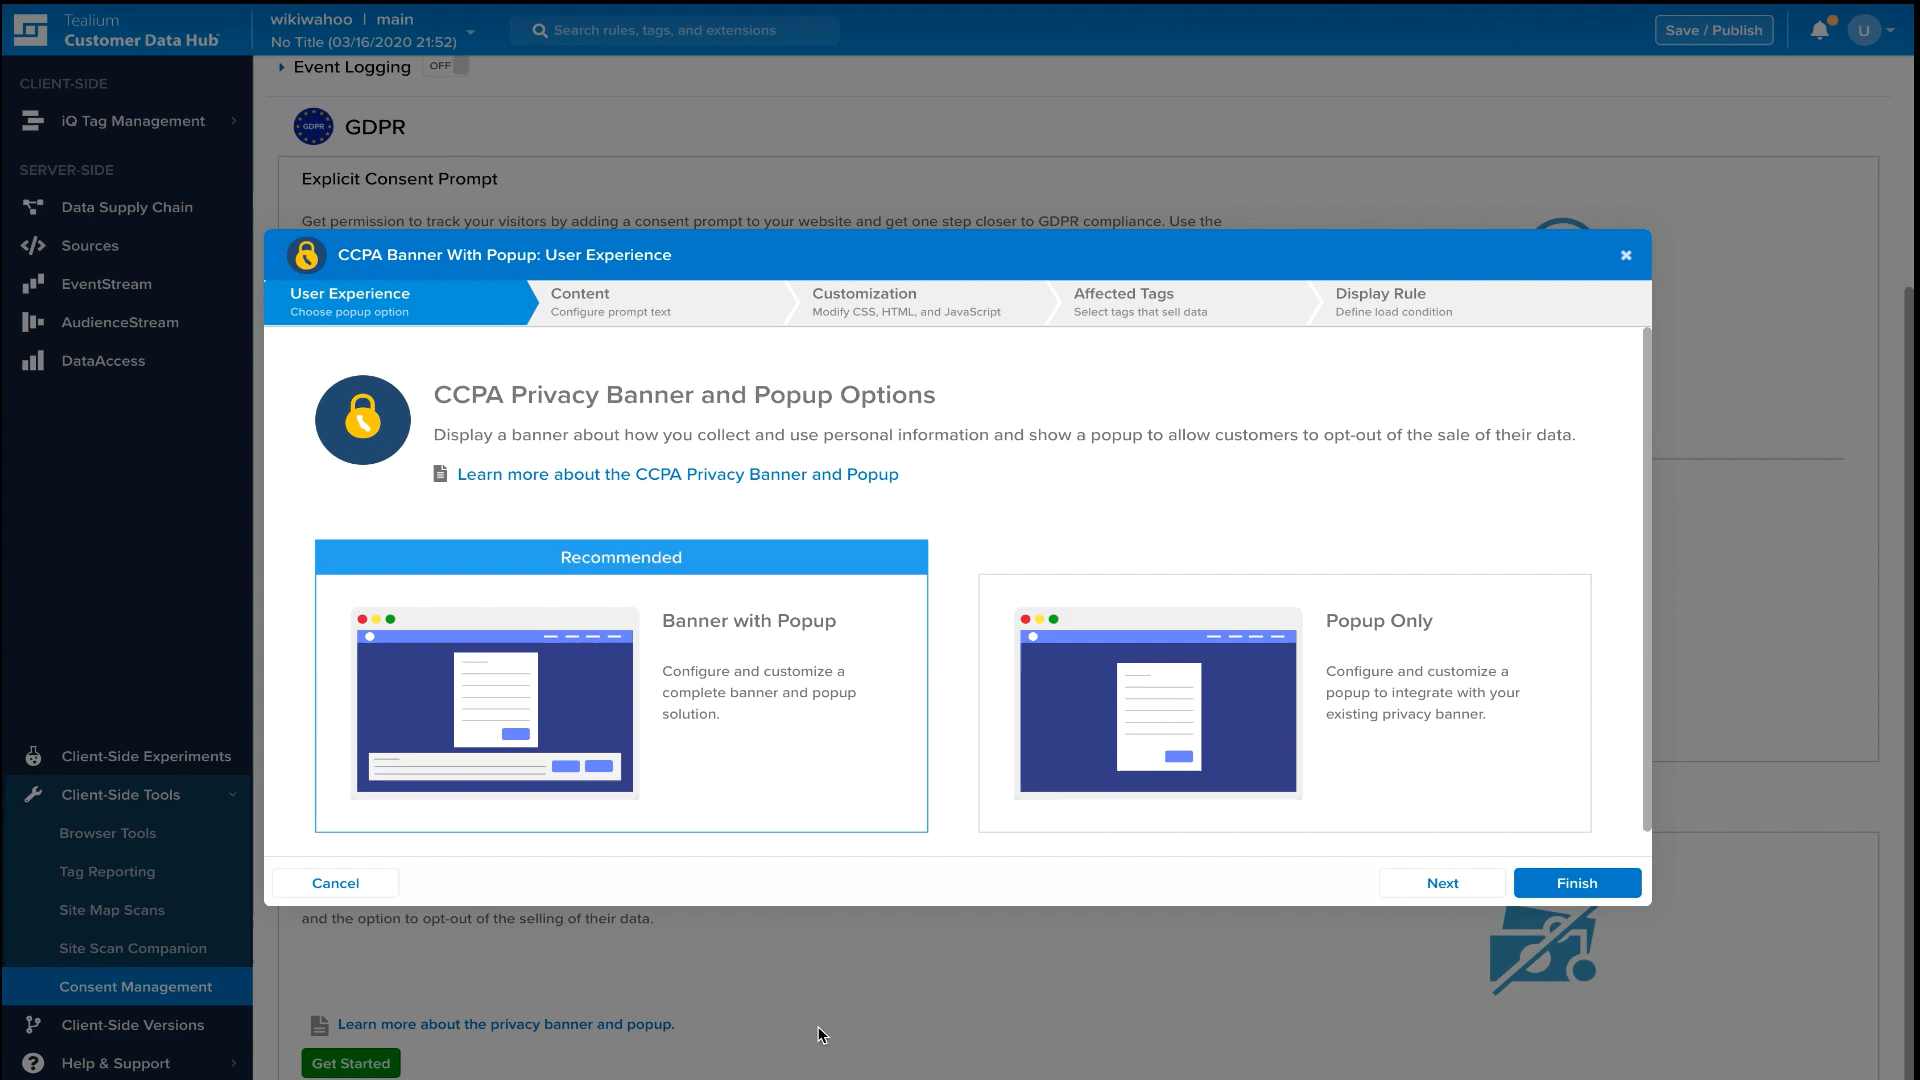 Tealium
Customer Data Hub
wikiwahoo | main
No Title (03/16/2020 21:52)
Search rules, tags, and extensions
Save / Publish
U
CLIENT-SIDE
iQ Tag Management
SERVER-SIDE
Data Supply Chain
Sources
EventStream
AudienceStream
DataAccess
Client-Side Experiments
Client-Side Tools
Browser Tools
Tag Reporting
Site Map Scans
Site Scan Companion
Consent Management
Client-Side Versions
Help & Support
Event Logging OFF
GDPR GDPR
Explicit Consent Prompt
Get permission to track your visitors by adding a consent prompt to your website and get one step closer to GDPR compliance. Use the
CCPA Banner With Popup: User Experience
User Experience
Choose popup option
Content
Configure prompt text
Customization
Modify CSS, HTML, and JavaScript
Affected Tags
Select tags that sell data
Display Rule
Define load condition
CCPA Privacy Banner and Popup Options
Display a banner about how you collect and use personal information and show a popup to allow customers to opt-out of the sale of their data.
Learn more about the CCPA Privacy Banner and Popup
Recommended
Banner with Popup
Configure and customize a
complete banner and popup
solution.
Popup Only
Configure and customize a
popup to integrate with your
existing privacy banner.
Cancel
Next
Finish
and the option to opt-out of the selling of their data.
Learn more about the privacy banner and popup.
Get Started